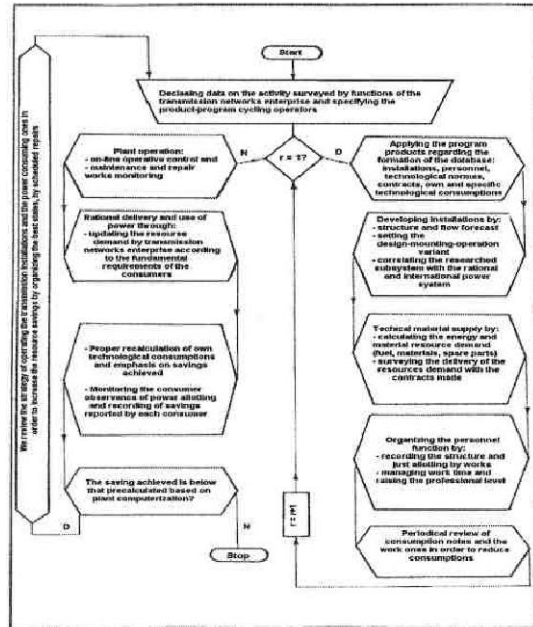 Start
Declasing data on the activity surveyed by functions of the
transmission networks enterprise and specifying the
product-program cycling operators
Plant operation:
- on-line operative control and
- maintenance and repair
works monitoring
N
r = 1?
D
Applying the program
products regarding the
formation of the database:
installations, personnel,
technological normes,
contracts, own and specific
technological consumptions
Rational delivery and use of
power through:
- updating the resource
demand by transmission
networks enterprise according
to the fundamental
requirements of the
consumers
Developing installations by:
- structure and flow forecast
- setting the
design-mounting-operation
variant
- correlating the researched
subsystem with the rational
and international power
system
- Proper recalculation of own
technological consumptions
and emphasis on savings
achieved
- Monitoring the consumer
observance of power allotting
and recording of savings
reported by each consumer
Techical material supply by:
- calculating the energy and
material resource demand
(fuel, materials, spare parts)
- surveying the delivery of the
resources demand with the
contracts made
Organizing the personnel
function by:
- recording the structure and
just allotting by works
- managing work time and
raising the professional level
The saving achieved is below
that precalculated based on
plant computerization?
D
N
Stop
Periodical review of
consumption notes and the
work ones in order to reduce
consumptions
We review the strategy of operating the transmission installations and the power consuming ones in
order to increase the resource savings by organizing the best states, by scheduled repairs